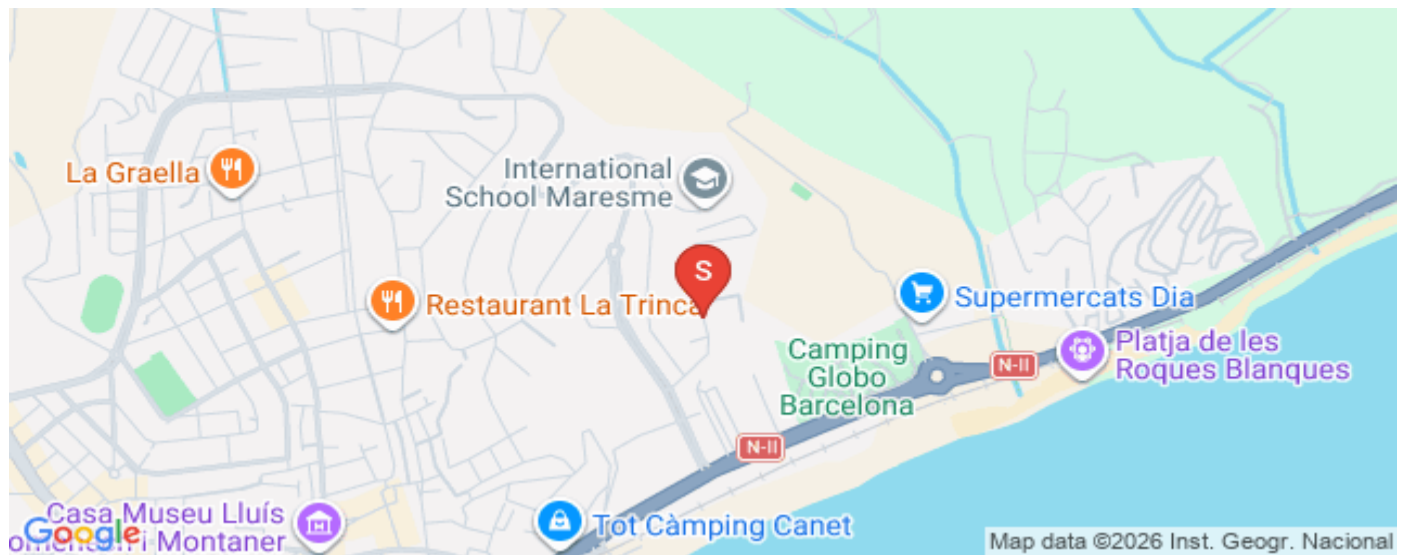 La Graella
International
School Maresme
S
Restaurant La Trinca
Supermercats Dia
Camping
Globo
Barcelona
N-II
Platja de les
Roques Blanques
N-II
Casa Museu Lluís
i Montaner
Google
Tot Càmping Canet
Map data ©2026 Inst. Geogr. Nacional